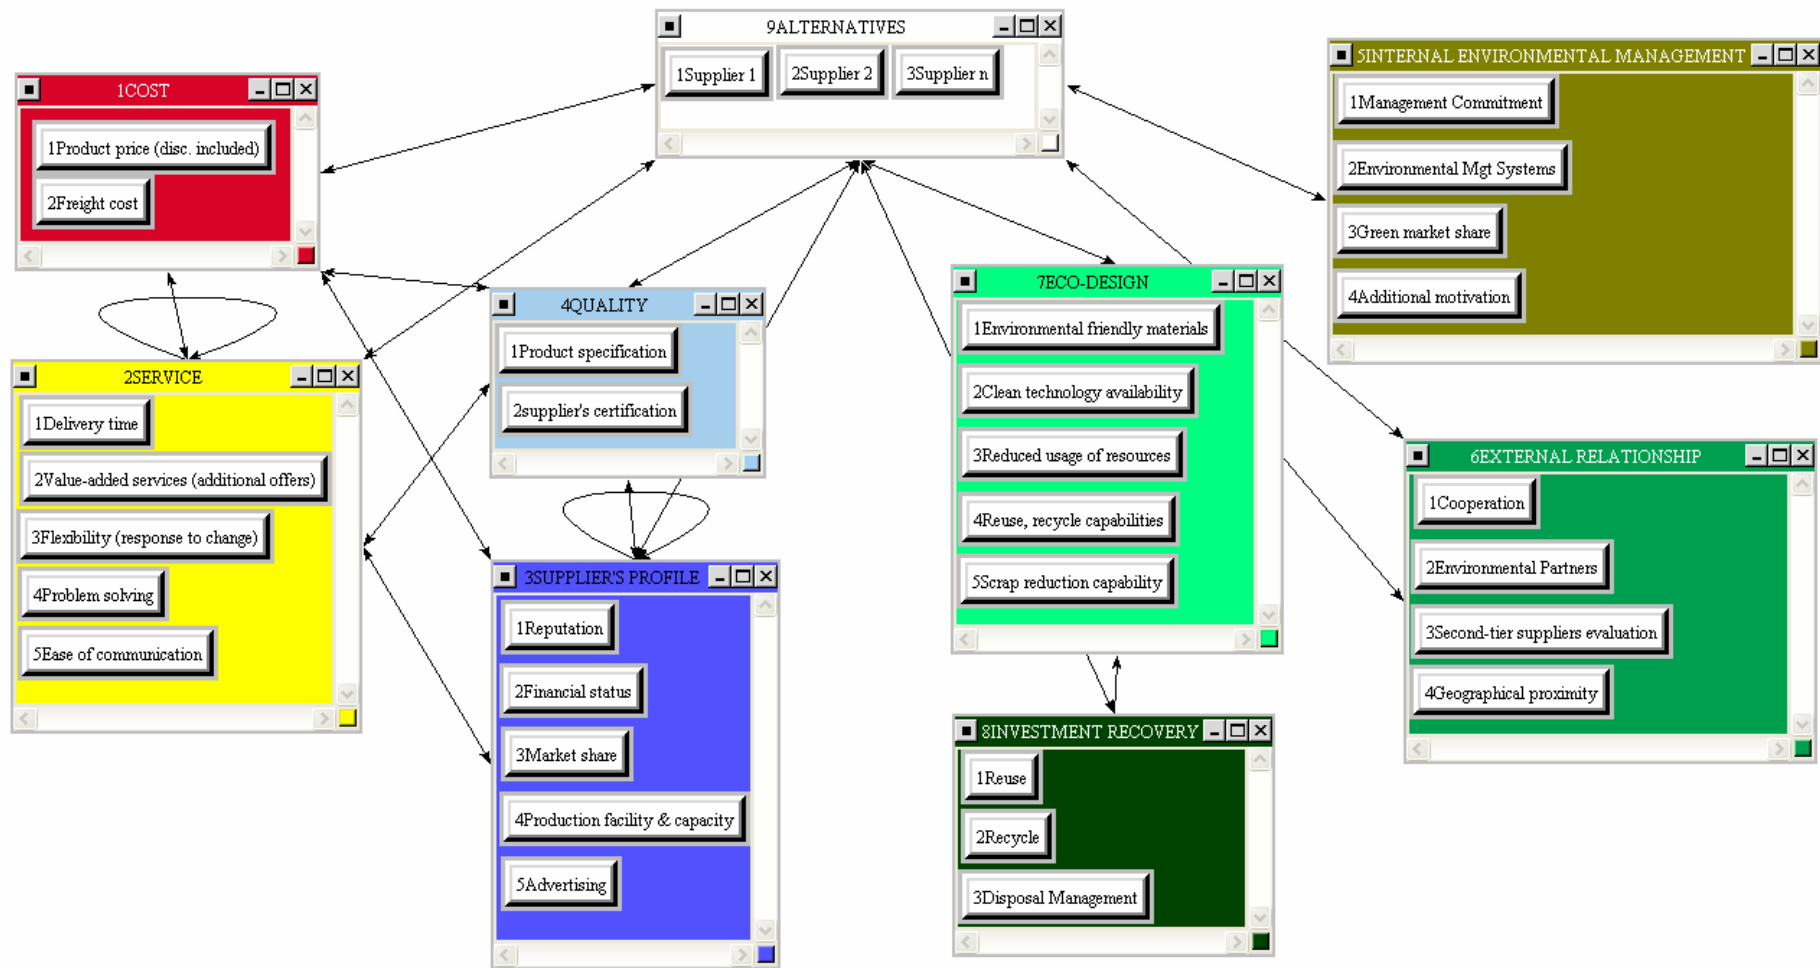 9ALTERNATIVES
1Supplier 1
2Supplier 2
3Supplier n
1COST
1Product price (disc. included)
2Freight cost
5INTERNAL ENVIRONMENTAL MANAGEMENT
1Management Commitment
2Environmental Mgt Systems
3Green market share
4Additional motivation
4QUALITY
1Product specification
2supplier's certification
7ECO-DESIGN
1Environmental friendly materials
2Clean technology availability
3Reduced usage of resources
4Reuse, recycle capabilities
5Scrap reduction capability
2SERVICE
1Delivery time
2Value-added services (additional offers)
3Flexibility (response to change)
4Problem solving
5Ease of communication
6EXTERNAL RELATIONSHIP
1Cooperation
2Environmental Partners
3Second-tier suppliers evaluation
4Geographical proximity
3SUPPLIER'S PROFILE
1Reputation
2Financial status
3Market share
4Production facility & capacity
5Advertising
8INVESTMENT RECOVERY
1Reuse
2Recycle
3Disposal Management